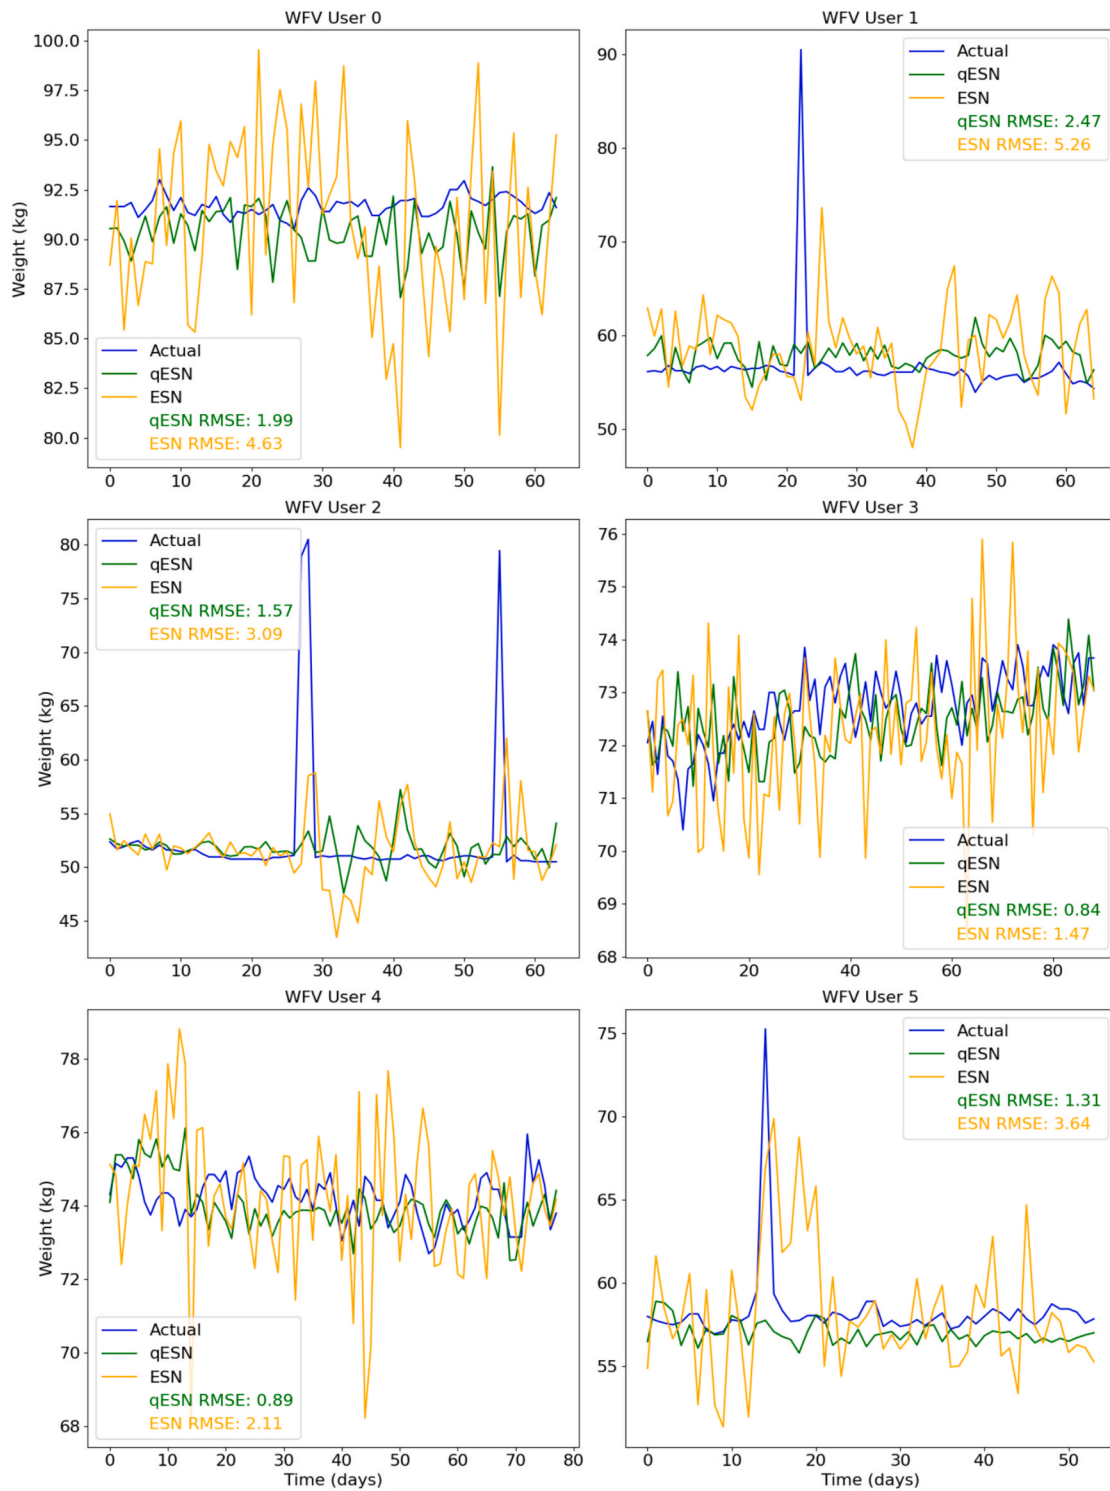 WFV User 0
100.0
97.5
95.0
92.5
90.0
87.5
85.0
82.5
80.0
Weight (kg)
Actual
qESN
ESN
qESN RMSE: 1.99
ESN RMSE: 4.63
0 10 20 30 40 50 60
WFV User 1
90
80
70
60
50
Actual
qESN
ESN
qESN RMSE: 2.47
ESN RMSE: 5.26
0 10 20 30 40 50 60
WFV User 2
80
75
70
65
60
55
50
45
Weight (kg)
Actual
qESN
ESN
qESN RMSE: 1.57
ESN RMSE: 3.09
0 10 20 30 40 50 60
WFV User 3
76
75
74
73
72
71
70
69
68
Actual
qESN
ESN
qESN RMSE: 0.84
ESN RMSE: 1.47
0 20 40 60 80
WFV User 4
78
76
74
72
70
68
Weight (kg)
Actual
qESN
ESN
qESN RMSE: 0.89
ESN RMSE: 2.11
0 10 20 30 40 50 60 70 80
Time (days)
WFV User 5
75
70
65
60
55
Actual
qESN
ESN
qESN RMSE: 1.31
ESN RMSE: 3.64
0 10 20 30 40 50
Time (days)